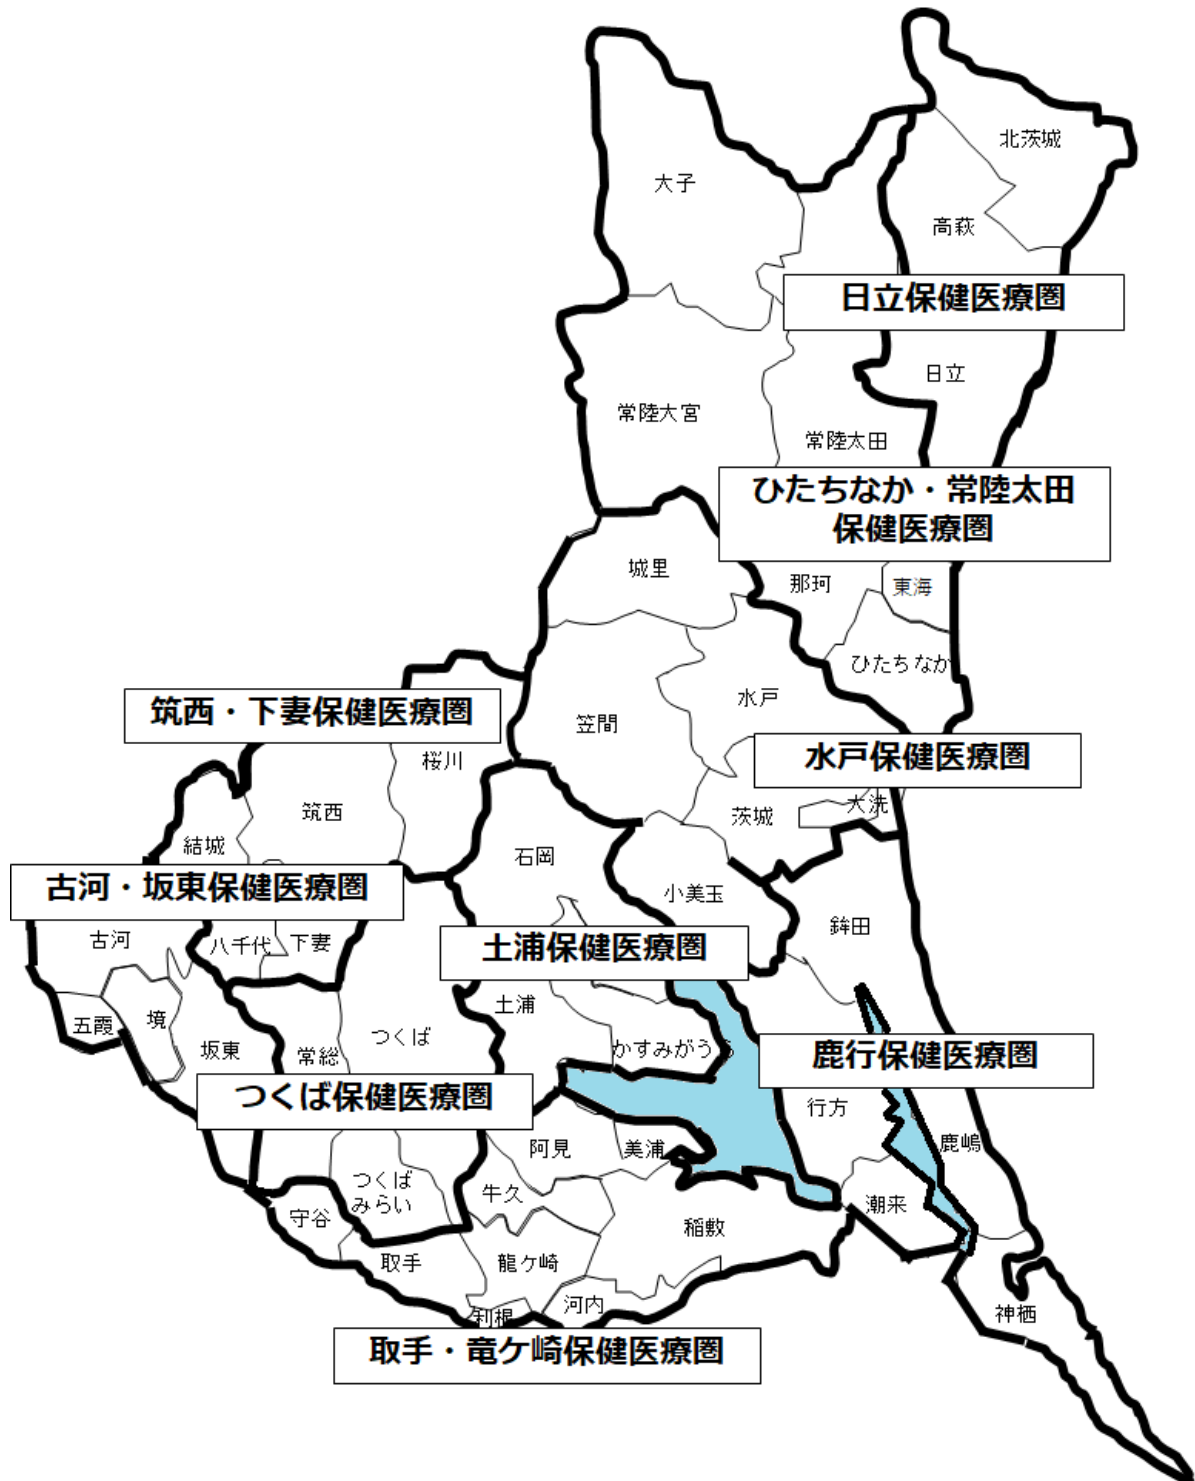 北茨城
大子
高萩
日立保健医療圏
日立
常陸大宮
常陸太田
ひたちなか・常陸太田
保健医療圏
城里
那珂
東海
ひたちなか
水戸
筑西・下妻保健医療圏
笠間
水戸保健医療圏
桜川
大洗
筑西
茨城
結城
石岡
古河・坂東保健医療圏
小美玉
鉾田
古河
八千代
下妻
土浦保健医療圏
土浦
五霞
境
つくば
坂東
常総
かすみがうら
鹿行保健医療圏
つくば保健医療圏
行方
阿見
美浦
鹿嶋
つくば
みらい
牛久
潮来
守谷
稲敷
取手
龍ケ崎
河内
利根
神栖
取手・竜ケ崎保健医療圏